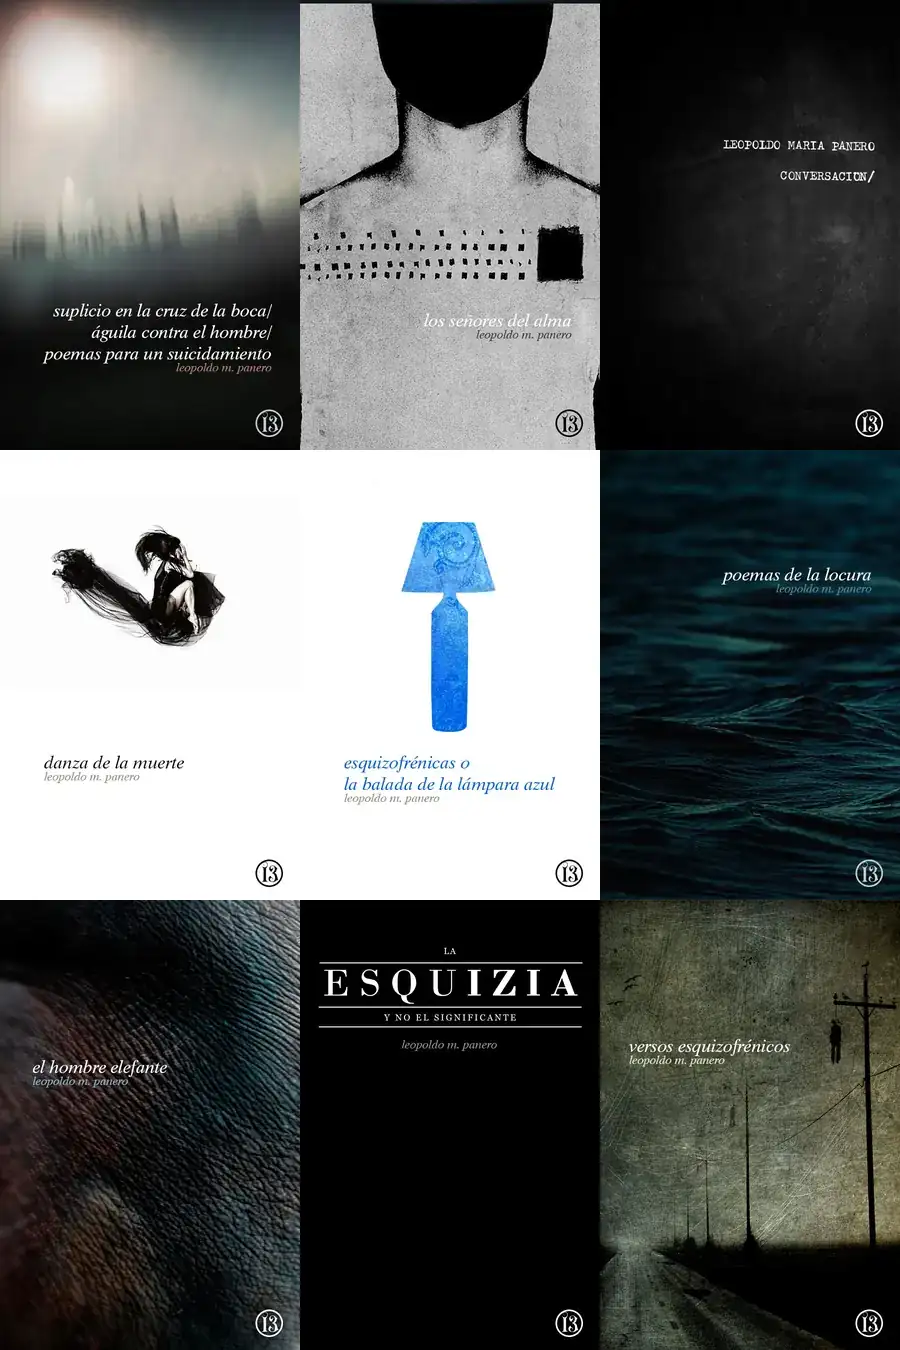 suplicio en la cruz de la boca/
águila contra el hombre/
poemas para un suicidamiento
leopoldo m. panero
13
los señores del alma
leopoldo m. panero
13
LEOPOLDO MARIA PANERO
CONVERSACION/
13
danza de la muerte
leopoldo m. panero
13
esquizofrénicas o
la balada de la lámpara azul
leopoldo m. panero
13
poemas de la locura
leopoldo m. panero
13
el hombre elefante
leopoldo m. panero
13
LA
ESQUIZIA
Y NO EL SIGNIFICANTE
leopoldo m. panero
13
versos esquizofrénicos
leopoldo m. panero
13